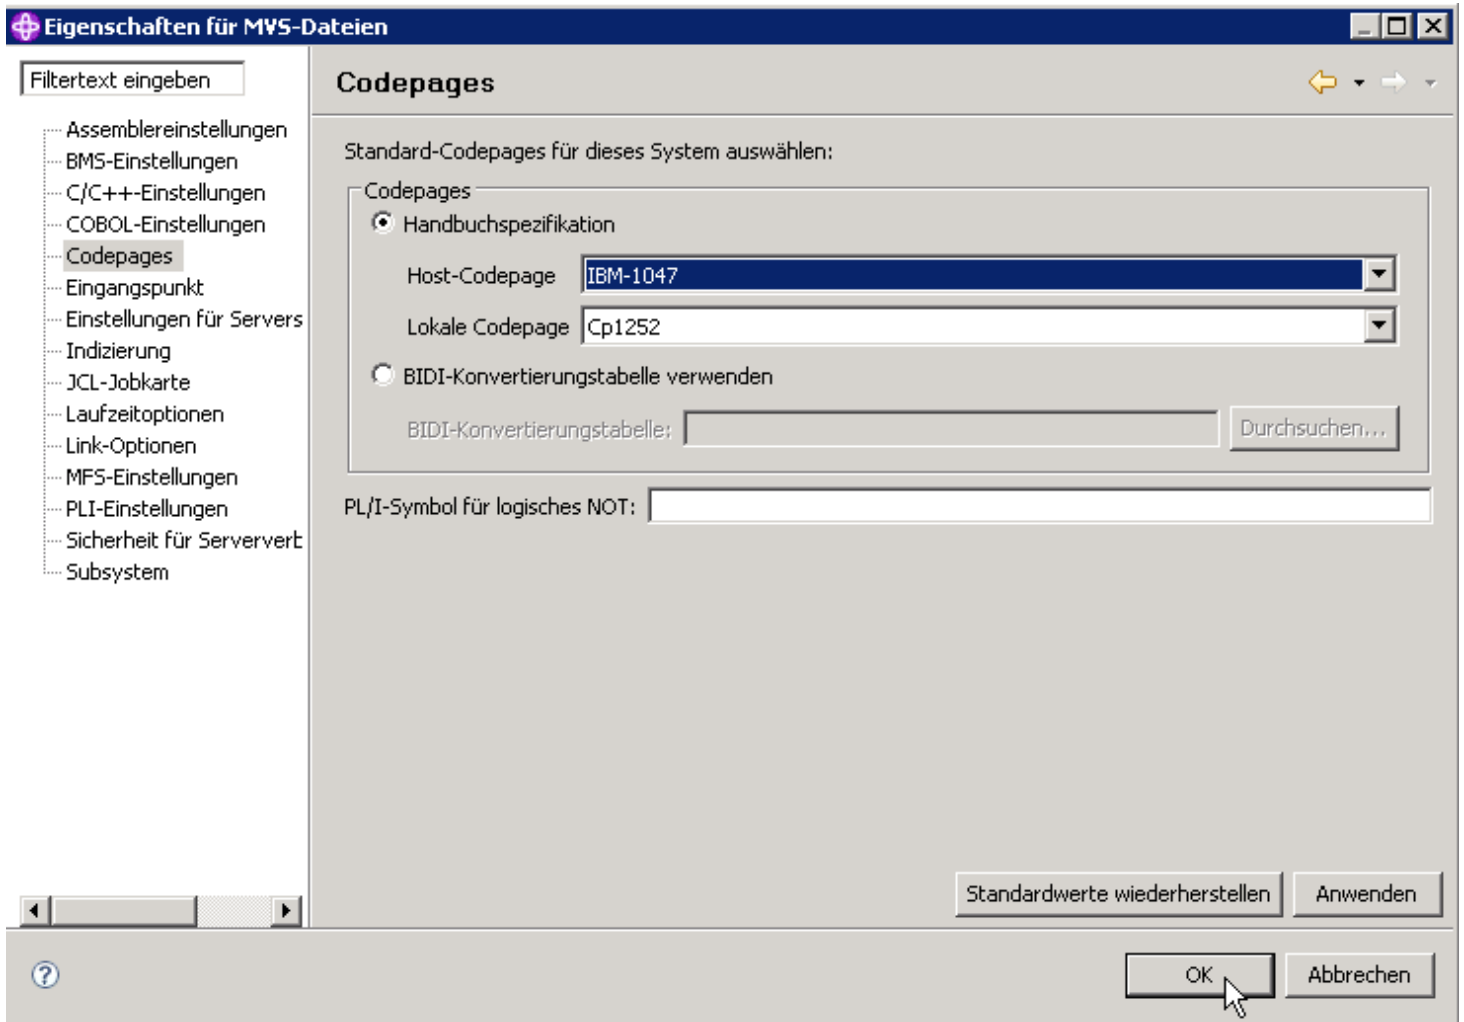 Eigenschaften für MVS-Dateien
Filtertext eingeben
Assemblereinstellungen
BMS-Einstellungen
C/C++-Einstellungen
COBOL-Einstellungen
Codepages
Eingangspunkt
Einstellungen für Servers
Indizierung
JCL-Jobkarte
Laufzeitoptionen
Link-Optionen
MFS-Einstellungen
PLI-Einstellungen
Sicherheit für Serververb
Subsystem
Codepages
Standard-Codepages für dieses System auswählen:
Codepages
Handbuchspezifikation
Host-Codepage IBM-1047
Lokale Codepage Cp1252
BIDI-Konvertierungstabelle verwenden
BIDI-Konvertierungstabelle: Durchsuchen...
PL/I-Symbol für logisches NOT:
Standardwerte wiederherstellen Anwenden
? OK Abbrechen